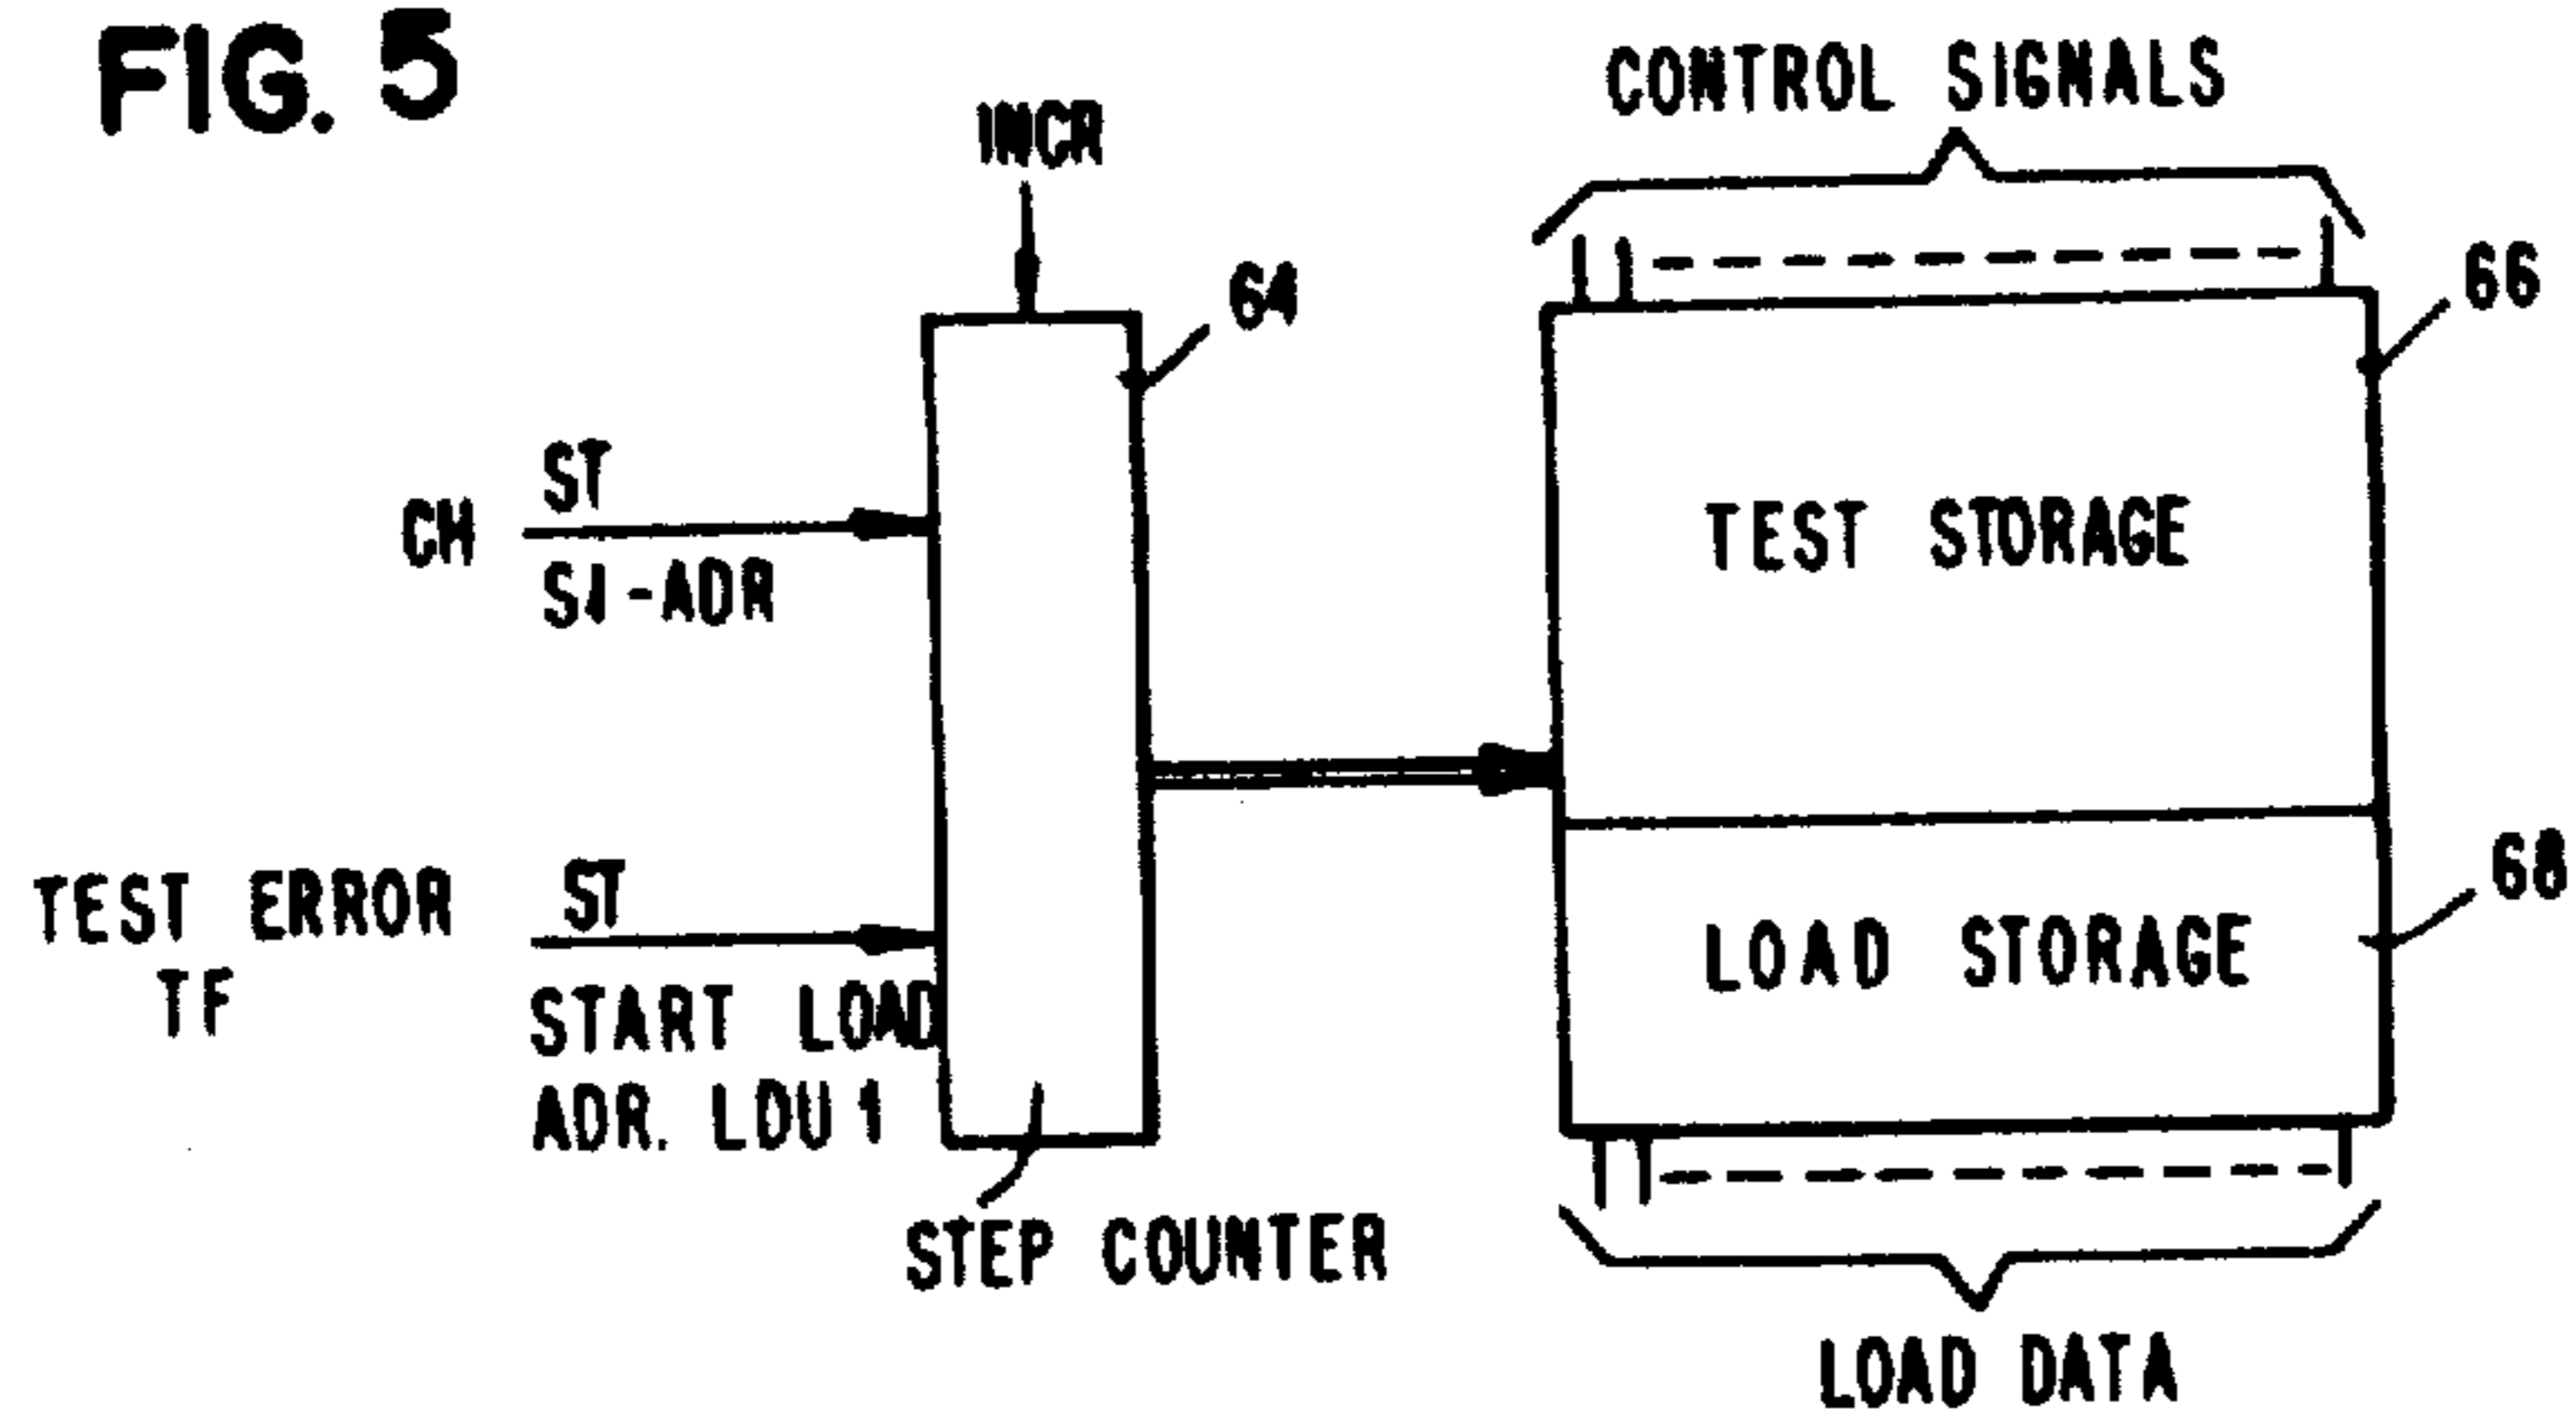 FIG. 5
CONTROL SIGNALS
INCR
64
66
ST
CH
S1-ADR
TEST STORAGE
TEST ERROR
TF
ST
START LOAD
ADR. LDU 1
68
LOAD STORAGE
STEP COUNTER
LOAD DATA